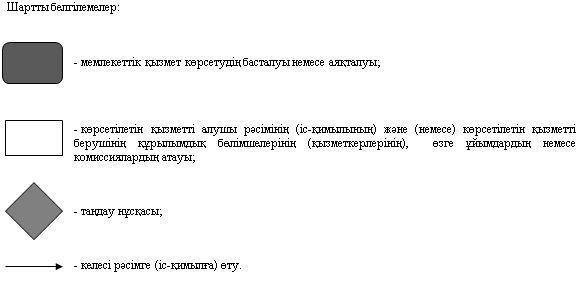 Шартты белгілемелер:
- мемлекеттік қызмет көрсетудің басталуы немесе аяқталуы;
- көрсетілетін қызметті алушы рәсімінің (іс-қимылының) және (немесе) көрсетілетін қызметті
берушінің құрылымдық бөлімшелерінің (қызметкерлерінің), өзге ұйымдардың немесе
комиссиялардың атауы;
- таңдау нұсқасы;
- келесі рәсімге (іс-қимылға) өту.